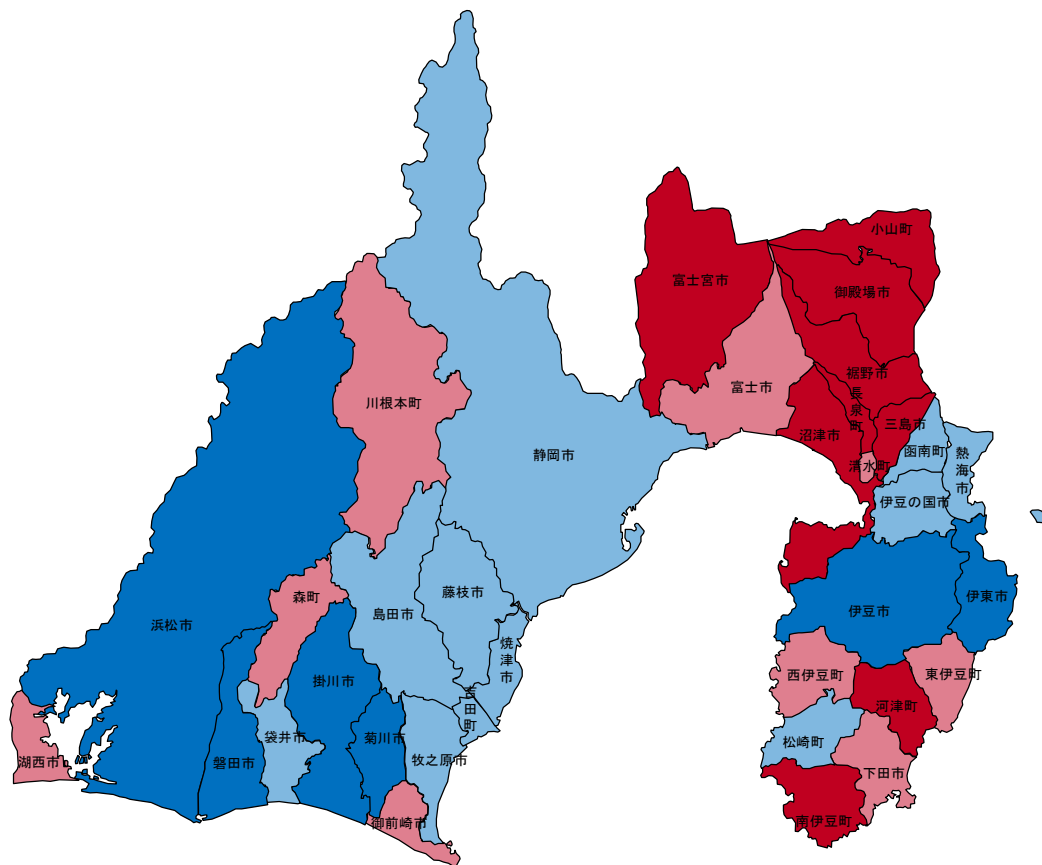 小山町
富士宮市
御殿場市
裾野市
富士市
川根本町
長泉町
三島市
沼津市
函南町
静岡市
清水町
熱海市
伊豆の国市
藤枝市
森町
島田市
伊豆市
伊東市
浜松市
焼津市
掛川市
西伊豆町
東伊豆町
吉田町
河津町
袋井市
菊川市
松崎町
牧之原市
湖西市
磐田市
下田市
御前崎市
南伊豆町